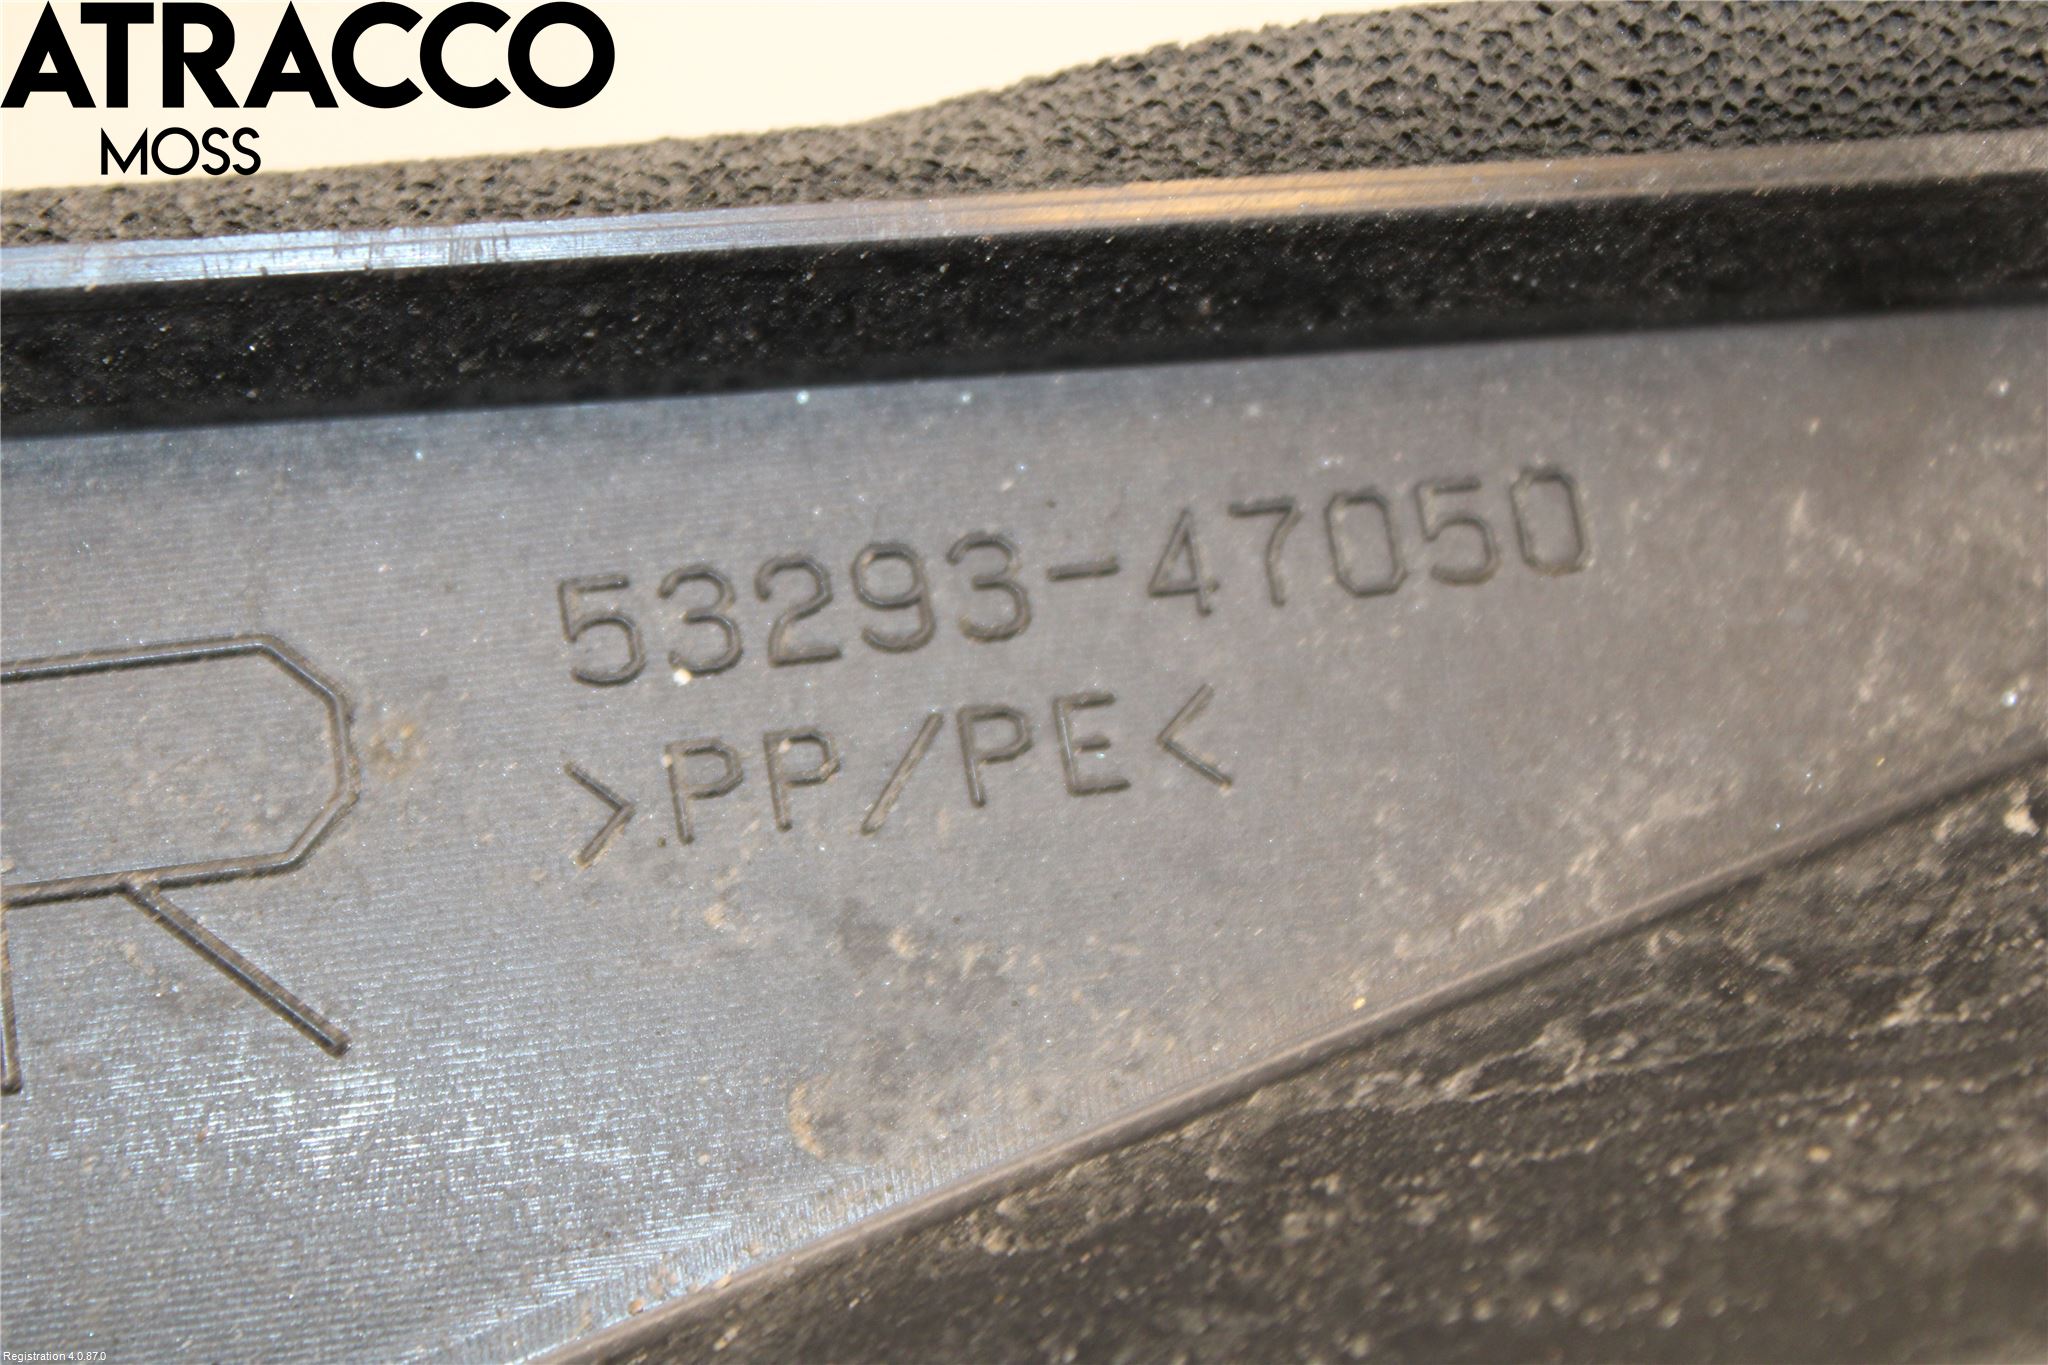 ATRACCO
MOSS
53293-47050
>PP/PE<
R
Registration 4.0.87.0